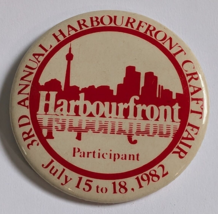 3RD ANNUAL HARBOURFRONT CRAFT FAIR
Harbourfront
Participant
July 15 to 18, 1982